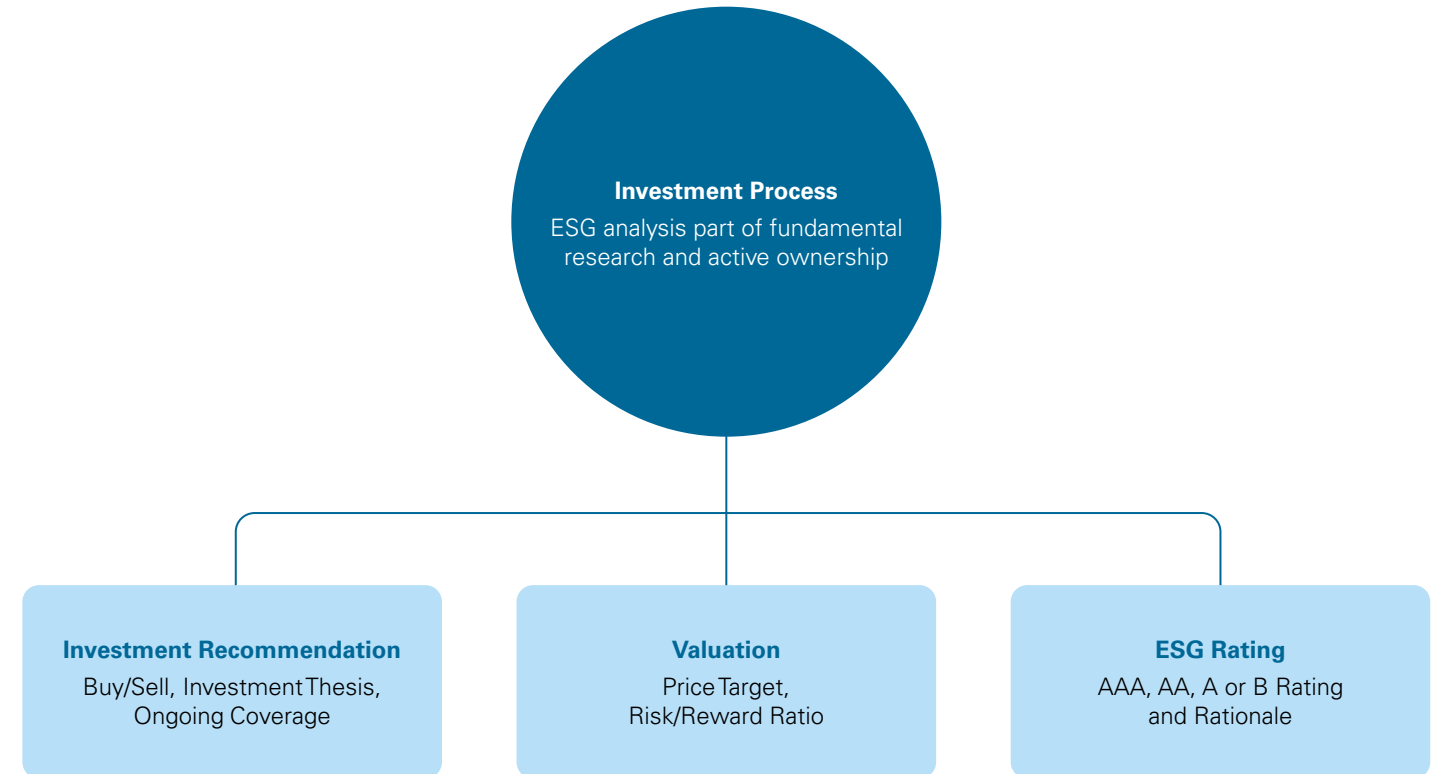 Investment Process
ESG analysis part of fundamental
research and active ownership
Investment Recommendation
Buy/Sell, Investment Thesis,
Ongoing Coverage
Valuation
Price Target,
Risk/Reward Ratio
ESG Rating
AAA, AA, A or B Rating
and Rationale